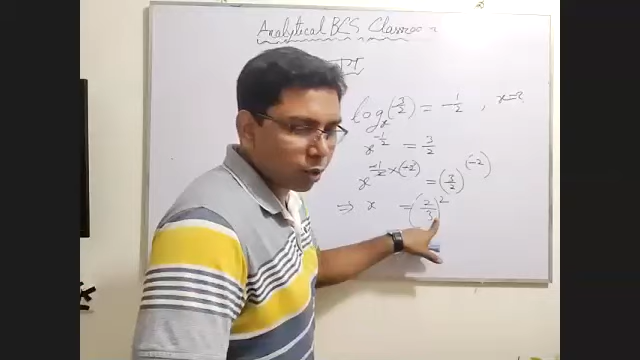 Analytical BCS Classroom
log_x(3/2) = -1/2 , x=?
x^(-1/2) = 3/2
x^(-1/2 × (-2)) = (3/2)^(-2)
⇒ x = (2/3)^2